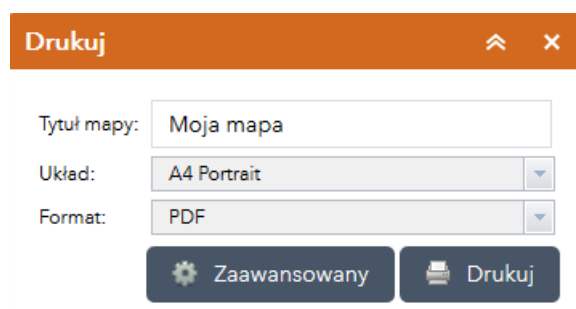 Drukuj
Tytuł mapy: Moja mapa
Układ: A4 Portrait
Format: PDF
Zaawansowany Drukuj